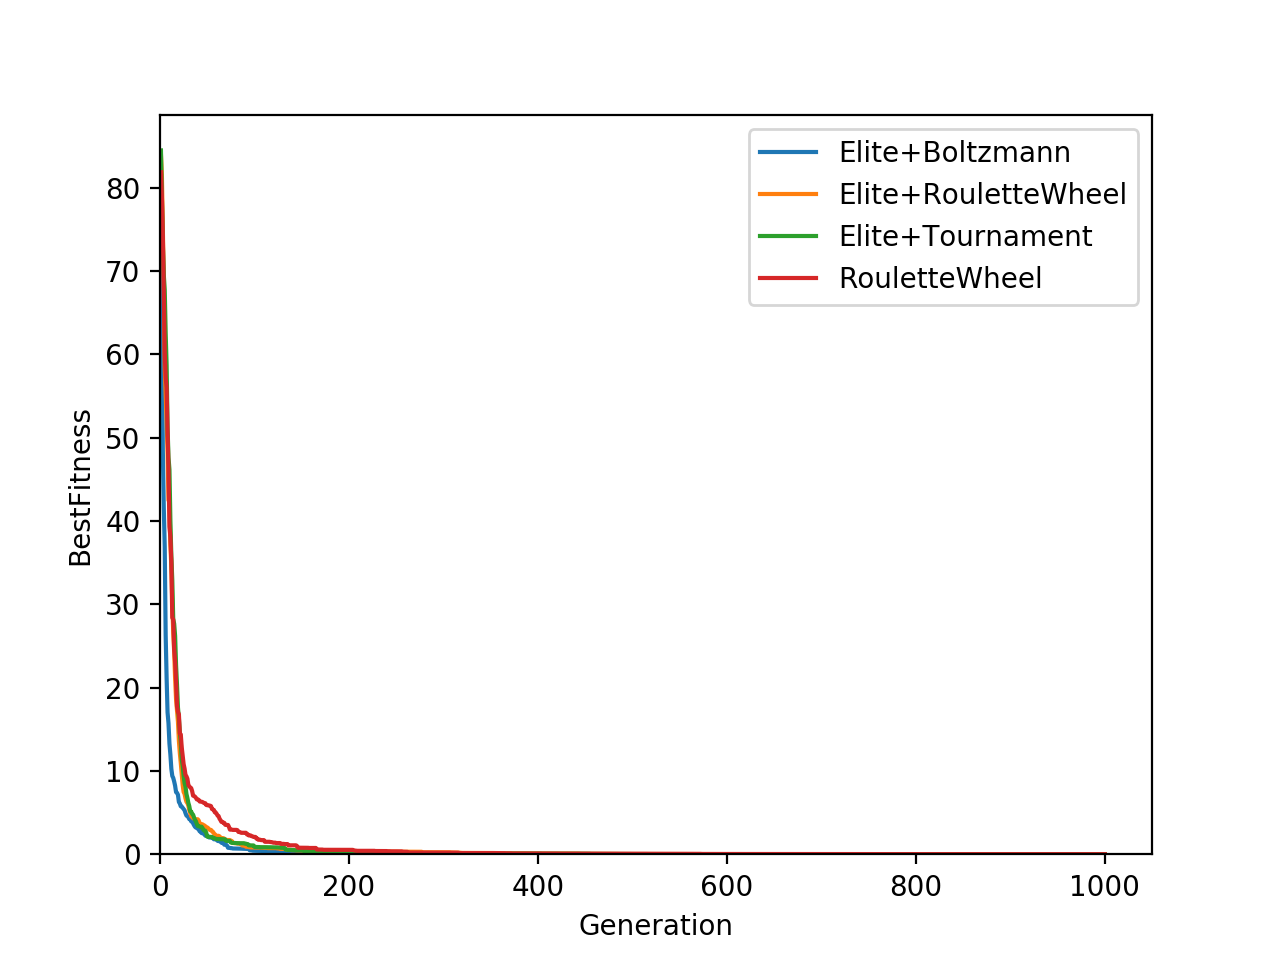 Elite+Boltzmann
Elite+RouletteWheel
Elite+Tournament
RouletteWheel
BestFitness
80
70
60
50
40
30
20
10
0
0 200 400 600 800 1000
Generation